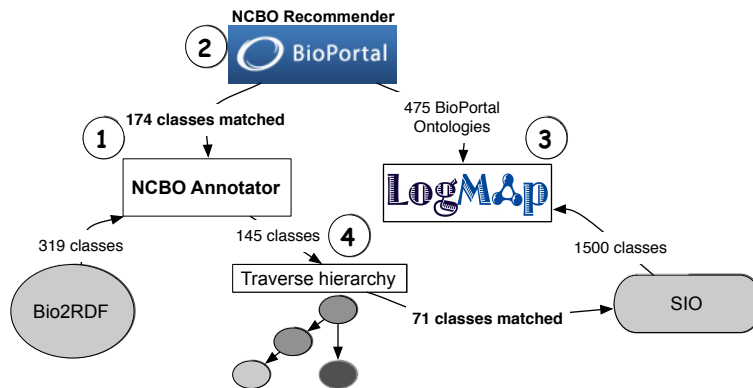 NCBO Recommender
2
BioPortal
174 classes matched
475 BioPortal
Ontologies
1
3
NCBO Annotator
LogMap
319 classes
145 classes
4
1500 classes
Traverse hierarchy
Bio2RDF
71 classes matched
SIO